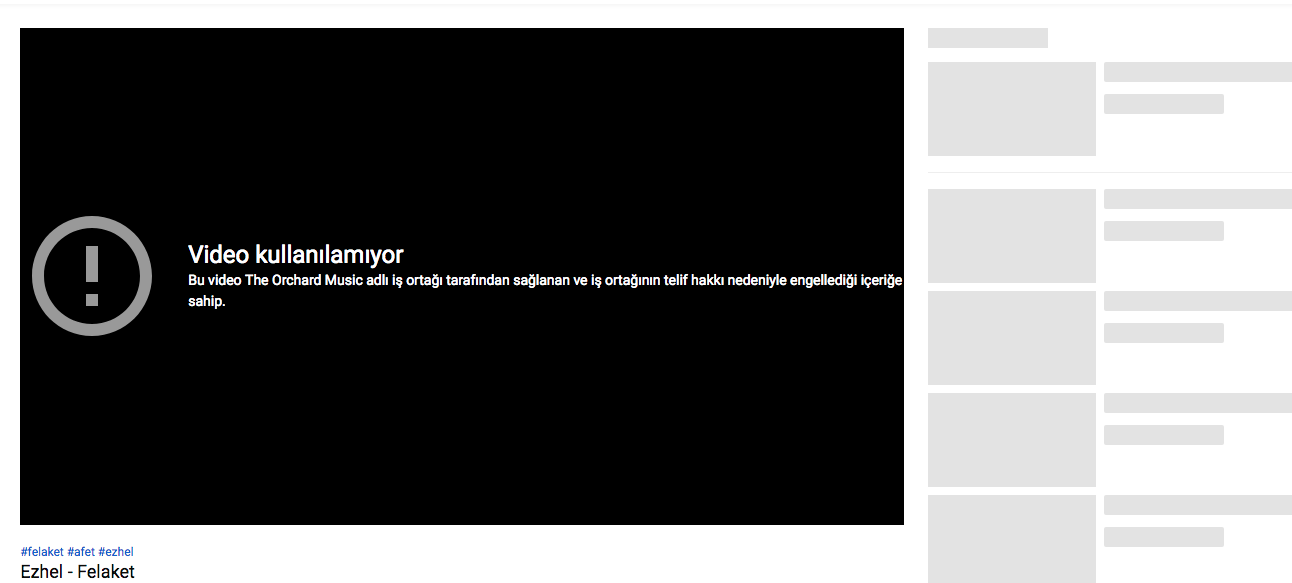 Video kullanılamıyor
Bu video The Orchard Music adlı iş ortağı tarafından sağlanan ve iş ortağının telif hakkı nedeniyle engellediği içeriğe
sahip.
#felaket #afet #ezhel
Ezhel - Felaket